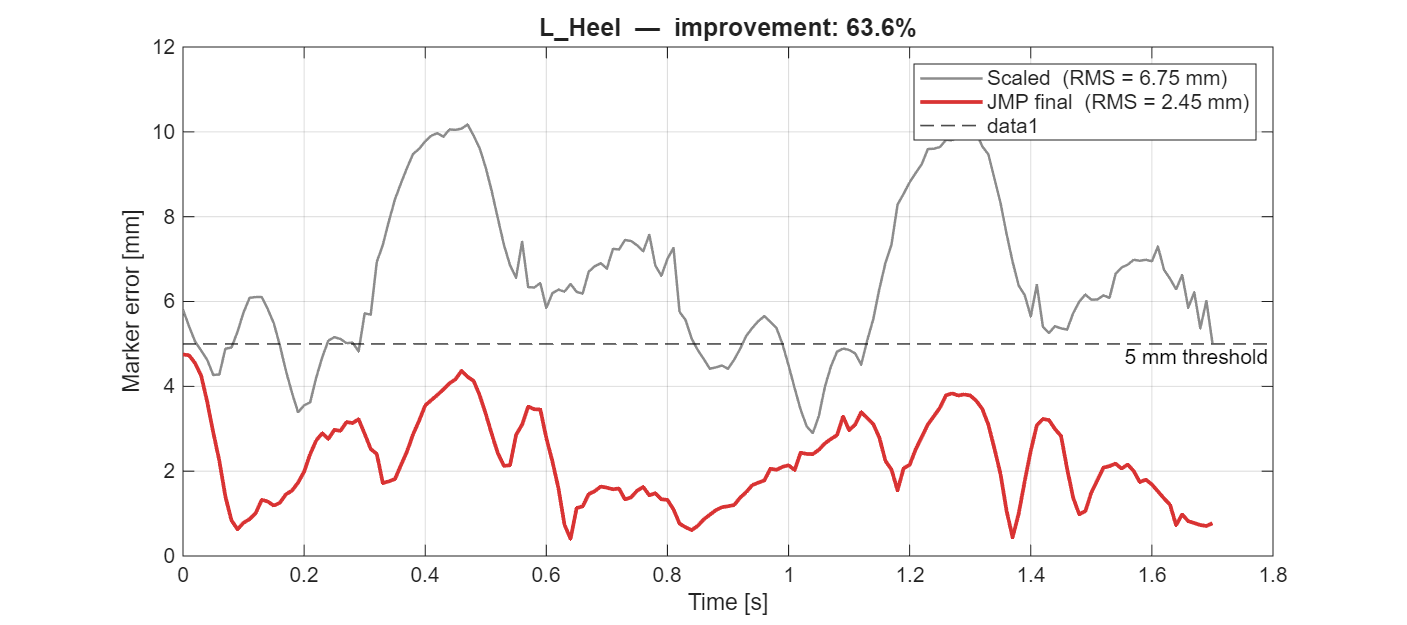 L_Heel — improvement: 63.6%
12
10
8
6
4
2
0
Marker error [mm]
Scaled (RMS = 6.75 mm)
JMP final (RMS = 2.45 mm)
data1
5 mm threshold
0 0.2 0.4 0.6 0.8 1 1.2 1.4 1.6 1.8
Time [s]